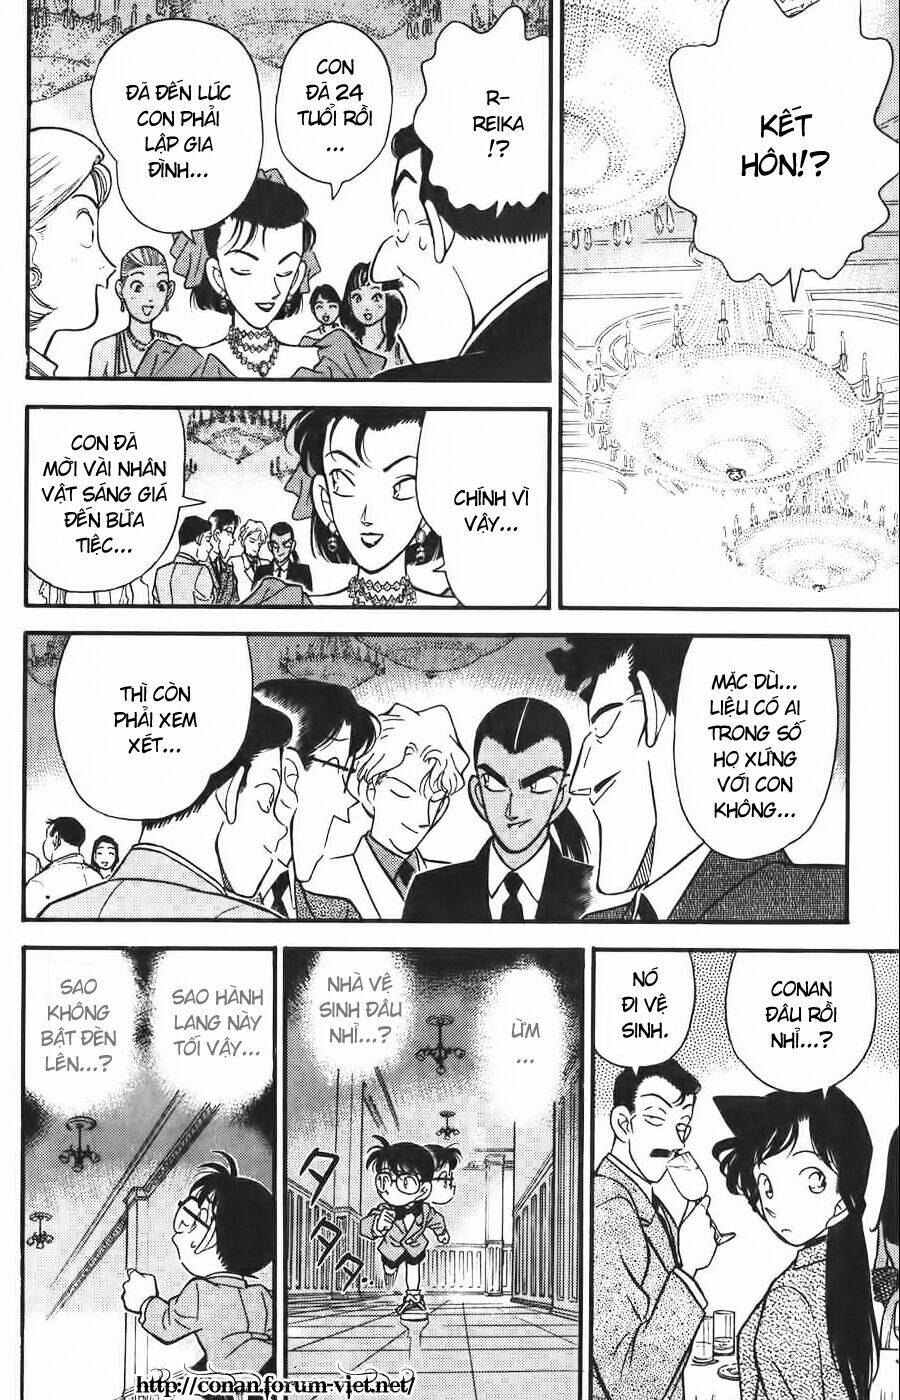 KẾT
HÔN!?
R-
REIKA
!?
CON
ĐÃ 24
TUỔI RỒI
...
ĐÃ ĐẾN LÚC
CON PHẢI
LẬP GIA
ĐÌNH...
CHÍNH VÌ
VẬY...
CON ĐÃ
MỜI VÀI NHÂN
VẬT SÁNG GIÁ
ĐẾN BỮA
TIỆC...
MẶC DÙ...
LIỆU CÓ AI
TRONG SỐ
HỌ XỨNG
VỚI CON
KHÔNG...
THÌ CÒN
PHẢI XEM
XÉT...
CONAN
ĐÂU RỒI
NHỈ...?
NÓ
ĐI VỆ
SINH.
ỪM
...
NHÀ VỆ
SINH ĐÂU
NHỈ...?
タタタ
SAO HÀNH
LANG NÀY
TỐI VẬY...
SAO
KHÔNG
BẬT ĐÈN
LÊN...?
http://conan.forum-viet.net/